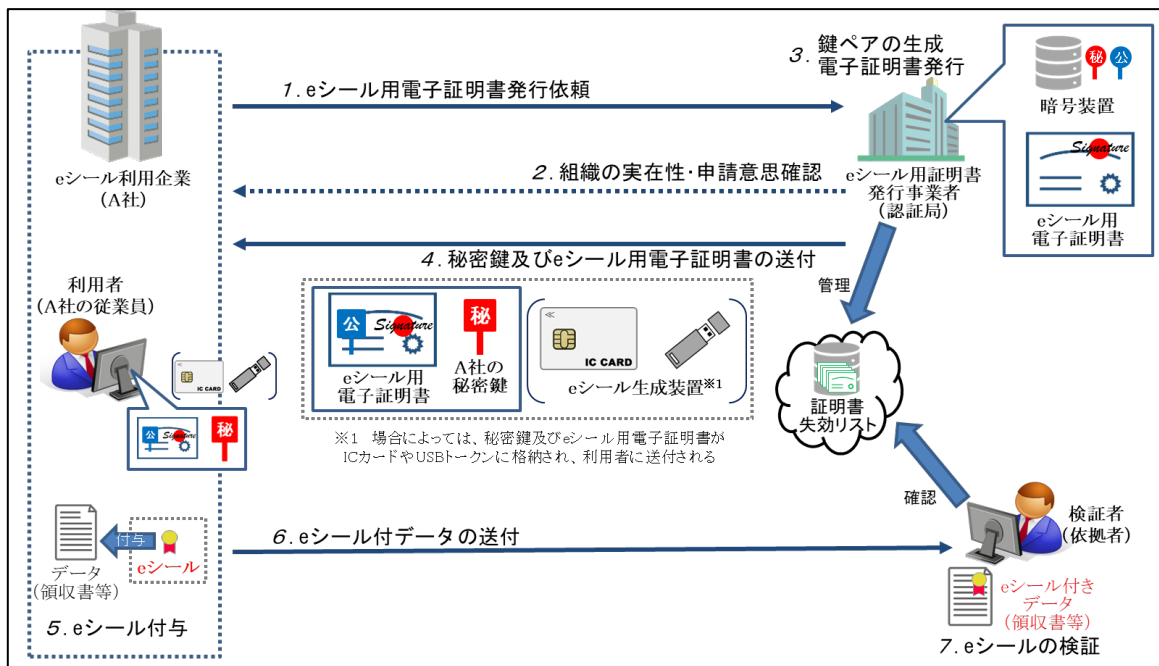 eシール利用企業
(A社)
1.eシール用電子証明書発行依頼
3.
鍵ペアの生成
電子証明書発行
秘
公
暗号装置
Signature
eシール用
電子証明書
eシール用証明書
発行事業者
(認証局)
2.組織の実在性・申請意思確認
4.秘密鍵及びeシール用電子証明書の送付
管理
利用者
(A社の従業員)
IC CARD
公
Signature
秘
公
Signature
eシール用
電子証明書
秘
A社の
秘密鍵
IC CARD
eシール生成装置※1
※1 場合によっては、秘密鍵及びeシール用電子証明書が
ICカードやUSBトークンに格納され、利用者に送付される
証明書
失効リスト
確認
検証者
(依拠者)
付与
eシール
データ
(領収書等)
5.eシール付与
6.eシール付データの送付
eシール付き
データ
(領収書等)
7.eシールの検証